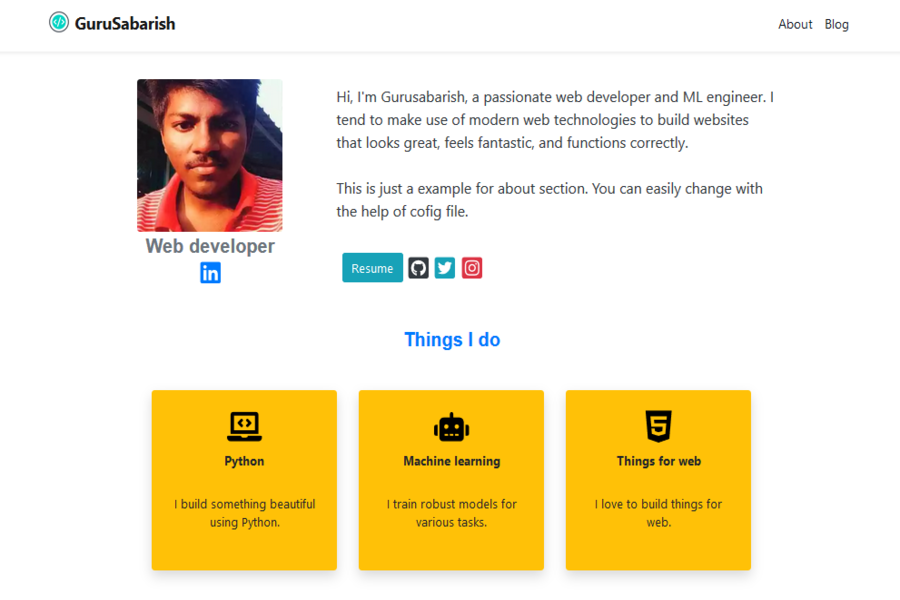 GuruSabarish
About Blog
Hi, I'm Gurusabarish, a passionate web developer and ML engineer. I
tend to make use of modern web technologies to build websites
that looks great, feels fantastic, and functions correctly.
This is just a example for about section. You can easily change with
the help of cofig file.
Web developer
in
Resume
Things I do
Python
I build something beautiful
using Python.
Machine learning
I train robust models for
various tasks.
Things for web
I love to build things for
web.